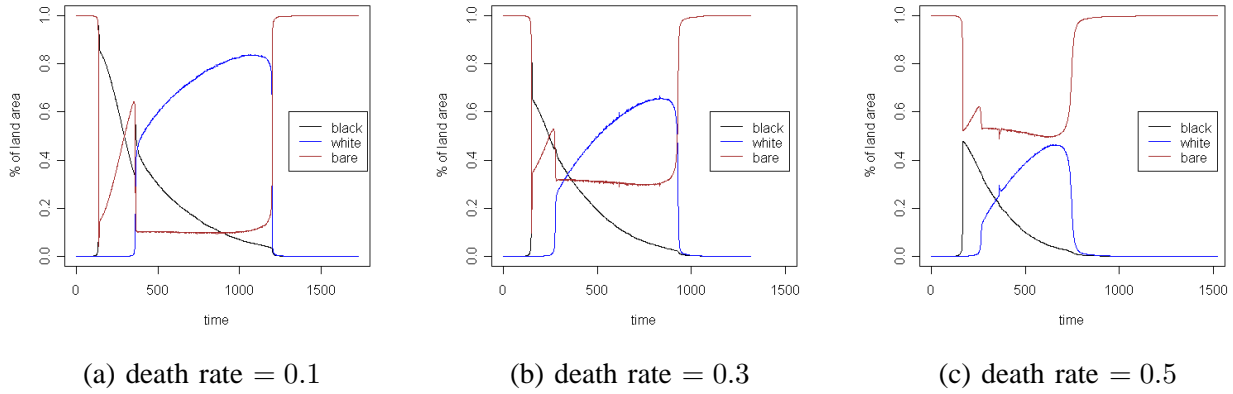 % of land area
1.0
0.8
0.6
0.4
0.2
0.0
0 500 1000 1500
time
black
white
bare
(a) death rate = 0.1
% of land area
1.0
0.8
0.6
0.4
0.2
0.0
0 500 1000 1500
time
black
white
bare
(b) death rate = 0.3
% of land area
1.0
0.8
0.6
0.4
0.2
0.0
0 500 1000 1500
time
black
white
bare
(c) death rate = 0.5